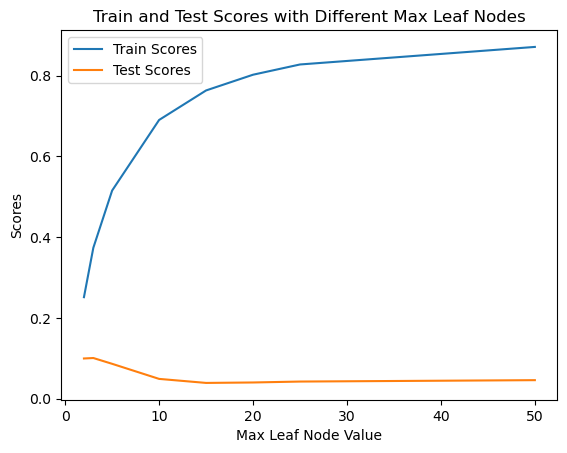 Train and Test Scores with Different Max Leaf Nodes
Train Scores
Test Scores
Scores
0.8
0.6
0.4
0.2
0.0
0 10 20 30 40 50
Max Leaf Node Value